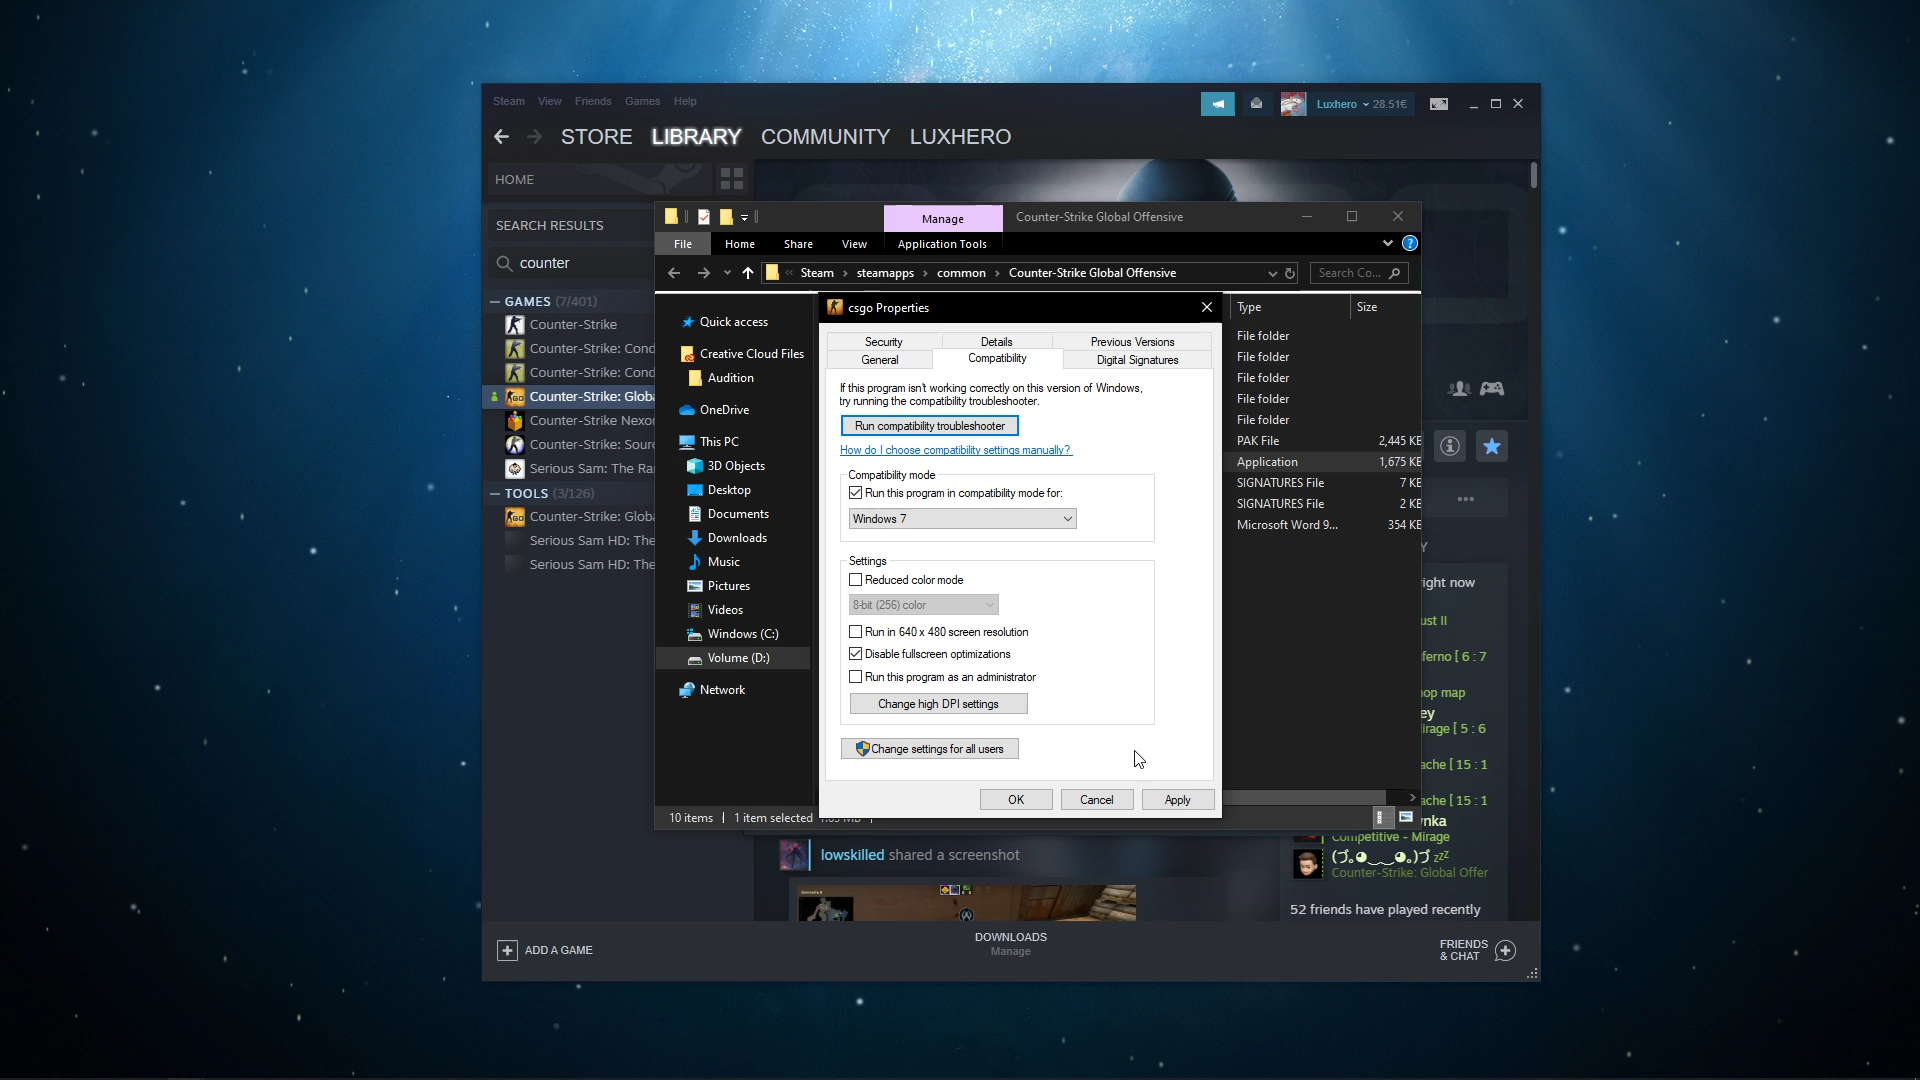 Steam View Friends Games Help
Luxhero 28.51€
STORE LIBRARY COMMUNITY LUXHERO
HOME
SEARCH RESULTS
counter
GAMES (7/401)
Counter-Strike
Counter-Strike: Cond
Counter-Strike: Cond
Counter-Strike: Globa
Counter-Strike Nexo
Counter-Strike: Sour
Serious Sam: The Ra
TOOLS (3/126)
Counter-Strike: Globa
Serious Sam HD: The
Serious Sam HD: The
Manage Counter-Strike Global Offensive
File Home Share View Application Tools
« Steam › steamapps › common › Counter-Strike Global Offensive
Search Co...
Quick access
Creative Cloud Files
Audition
OneDrive
This PC
3D Objects
Desktop
Documents
Downloads
Music
Pictures
Videos
Windows (C:)
Volume (D:)
Network
csgo Properties
Security Details Previous Versions
General Compatibility Digital Signatures
If this program isn't working correctly on this version of Windows,
try running the compatibility troubleshooter.
Run compatibility troubleshooter
How do I choose compatibility settings manually?
Compatibility mode
Run this program in compatibility mode for:
Windows 7
Settings
Reduced color mode
8-bit (256) color
Run in 640 x 480 screen resolution
Disable fullscreen optimizations
Run this program as an administrator
Change high DPI settings
Change settings for all users
OK Cancel Apply
Type Size
File folder
File folder
File folder
File folder
File folder
PAK File 2,445 KE
Application 1,675 KE
SIGNATURES File 7 KE
SIGNATURES File 2 KE
Microsoft Word 9... 354 KE
10 items 1 item selected
Y
ight now
ust II
ferno [ 6 : 7
op map
ey
irage [ 5 : 6
ache [ 15 : 1
ache [ 15 : 1
nka
Competitive - Mirage
zzZ
Counter-Strike: Global Offer
52 friends have played recently
lowskilled shared a screenshot
ADD A GAME
DOWNLOADS
Manage
FRIENDS
& CHAT